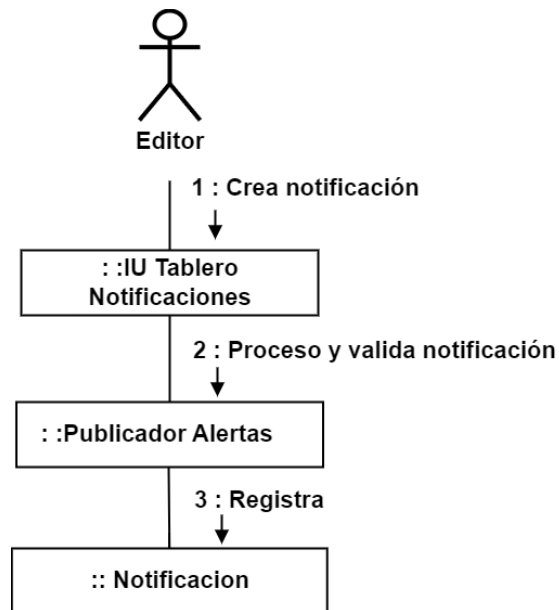 Editor
1 : Crea notificación
: :IU Tablero
Notificaciones
2 : Proceso y valida notificación
: :Publicador Alertas
3 : Registra
:: Notificacion